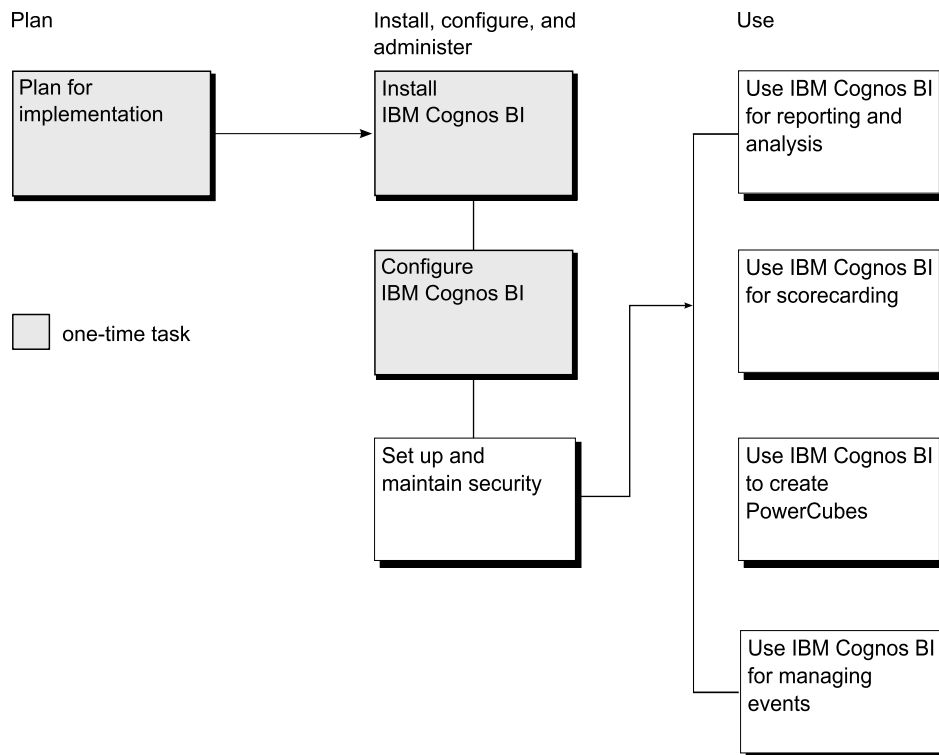 Plan
Install, configure, and
administer
Use
Plan for
implementation
Install
IBM Cognos BI
Use IBM Cognos BI
for reporting and
analysis
Configure
IBM Cognos BI
Use IBM Cognos BI
for scorecarding
one-time task
Set up and
maintain security
Use IBM Cognos BI
to create
PowerCubes
Use IBM Cognos BI
for managing
events